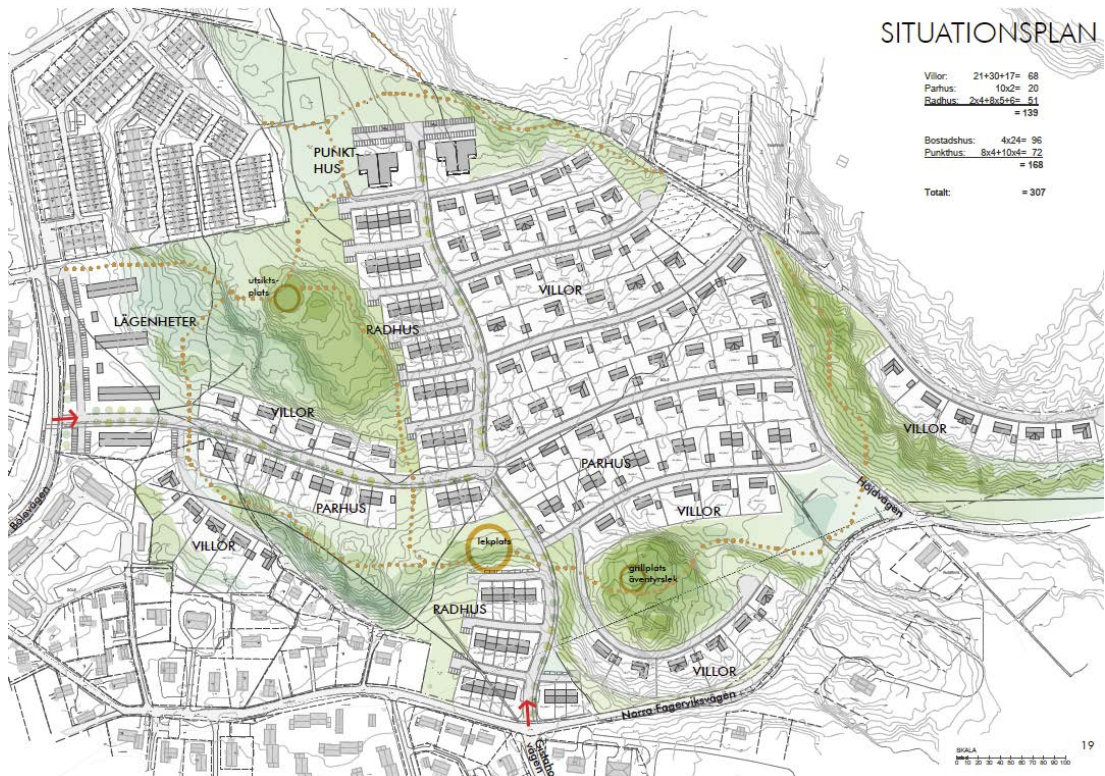 SITUATIONSPLAN
Villor: 21+30+17= 68
Parhus: 10x2= 20
Radhus: 2x4+8x5+6= 51
= 139
Bostadshus: 4x24= 96
Punkthus: 8x4+10x4= 72
= 168
Totalt: = 307
PUNKT-
HUS
utsikts-
plats
VILLOR
LÄGENHETER
RADHUS
VILLOR
VILLOR
PARHUS
PARHUS
Höjdvägen
Bölevägen
VILLOR
VILLOR
lekplats
grillplats
äventyrslek
RADHUS
VILLOR
Norra Fagerviksvägen
vägen
19
SKALA
0 10 20 30 40 50 60 70 80 90 100